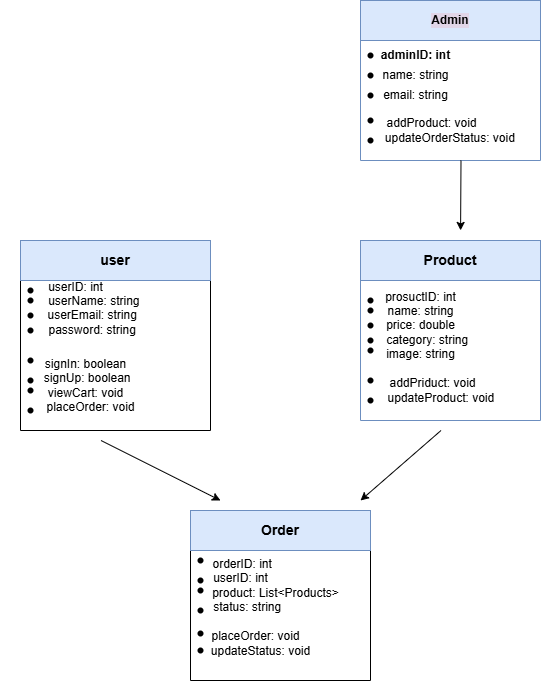 Admin
adminID: int
name: string
email: string
addProduct: void
updateOrderStatus: void
user
userID: int
userName: string
userEmail: string
password: string
signIn: boolean
signUp: boolean
viewCart: void
placeOrder: void
Product
prosuctID: int
name: string
price: double
category: string
image: string
addPriduct: void
updateProduct: void
Order
orderID: int
userID: int
product: List<Products>
status: string
placeOrder: void
updateStatus: void